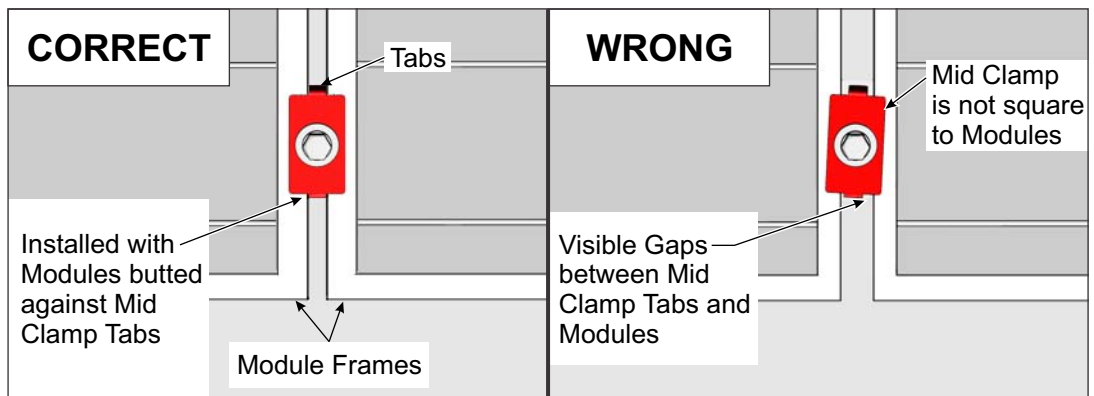 CORRECT
Tabs
Installed with
Modules butted
against Mid
Clamp Tabs
Module Frames
WRONG
Mid Clamp
is not square
to Modules
Visible Gaps
between Mid
Clamp Tabs and
Modules